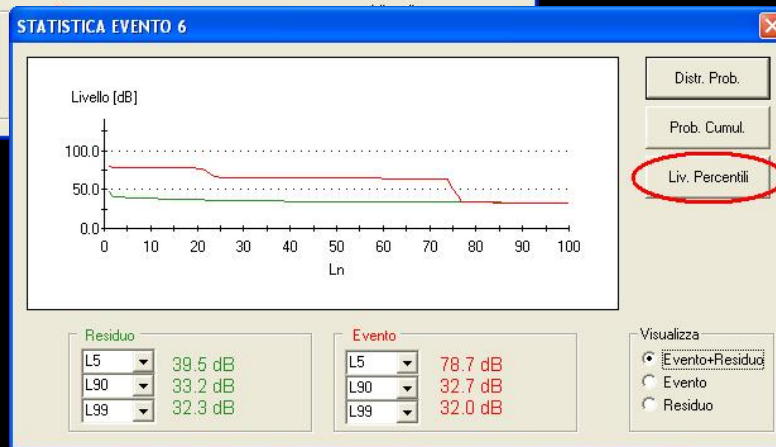 STATISTICA EVENTO 6
Livello [dB]
100.0
50.0
0.0
0 10 20 30 40 50 60 70 80 90 100
Ln
Distr. Prob.
Prob. Cumul.
Liv. Percentili
Residuo
L5 39.5 dB
L90 33.2 dB
L99 32.3 dB
Evento
L5 78.7 dB
L90 32.7 dB
L99 32.0 dB
Visualizza
Evento+Residuo
Evento
Residuo